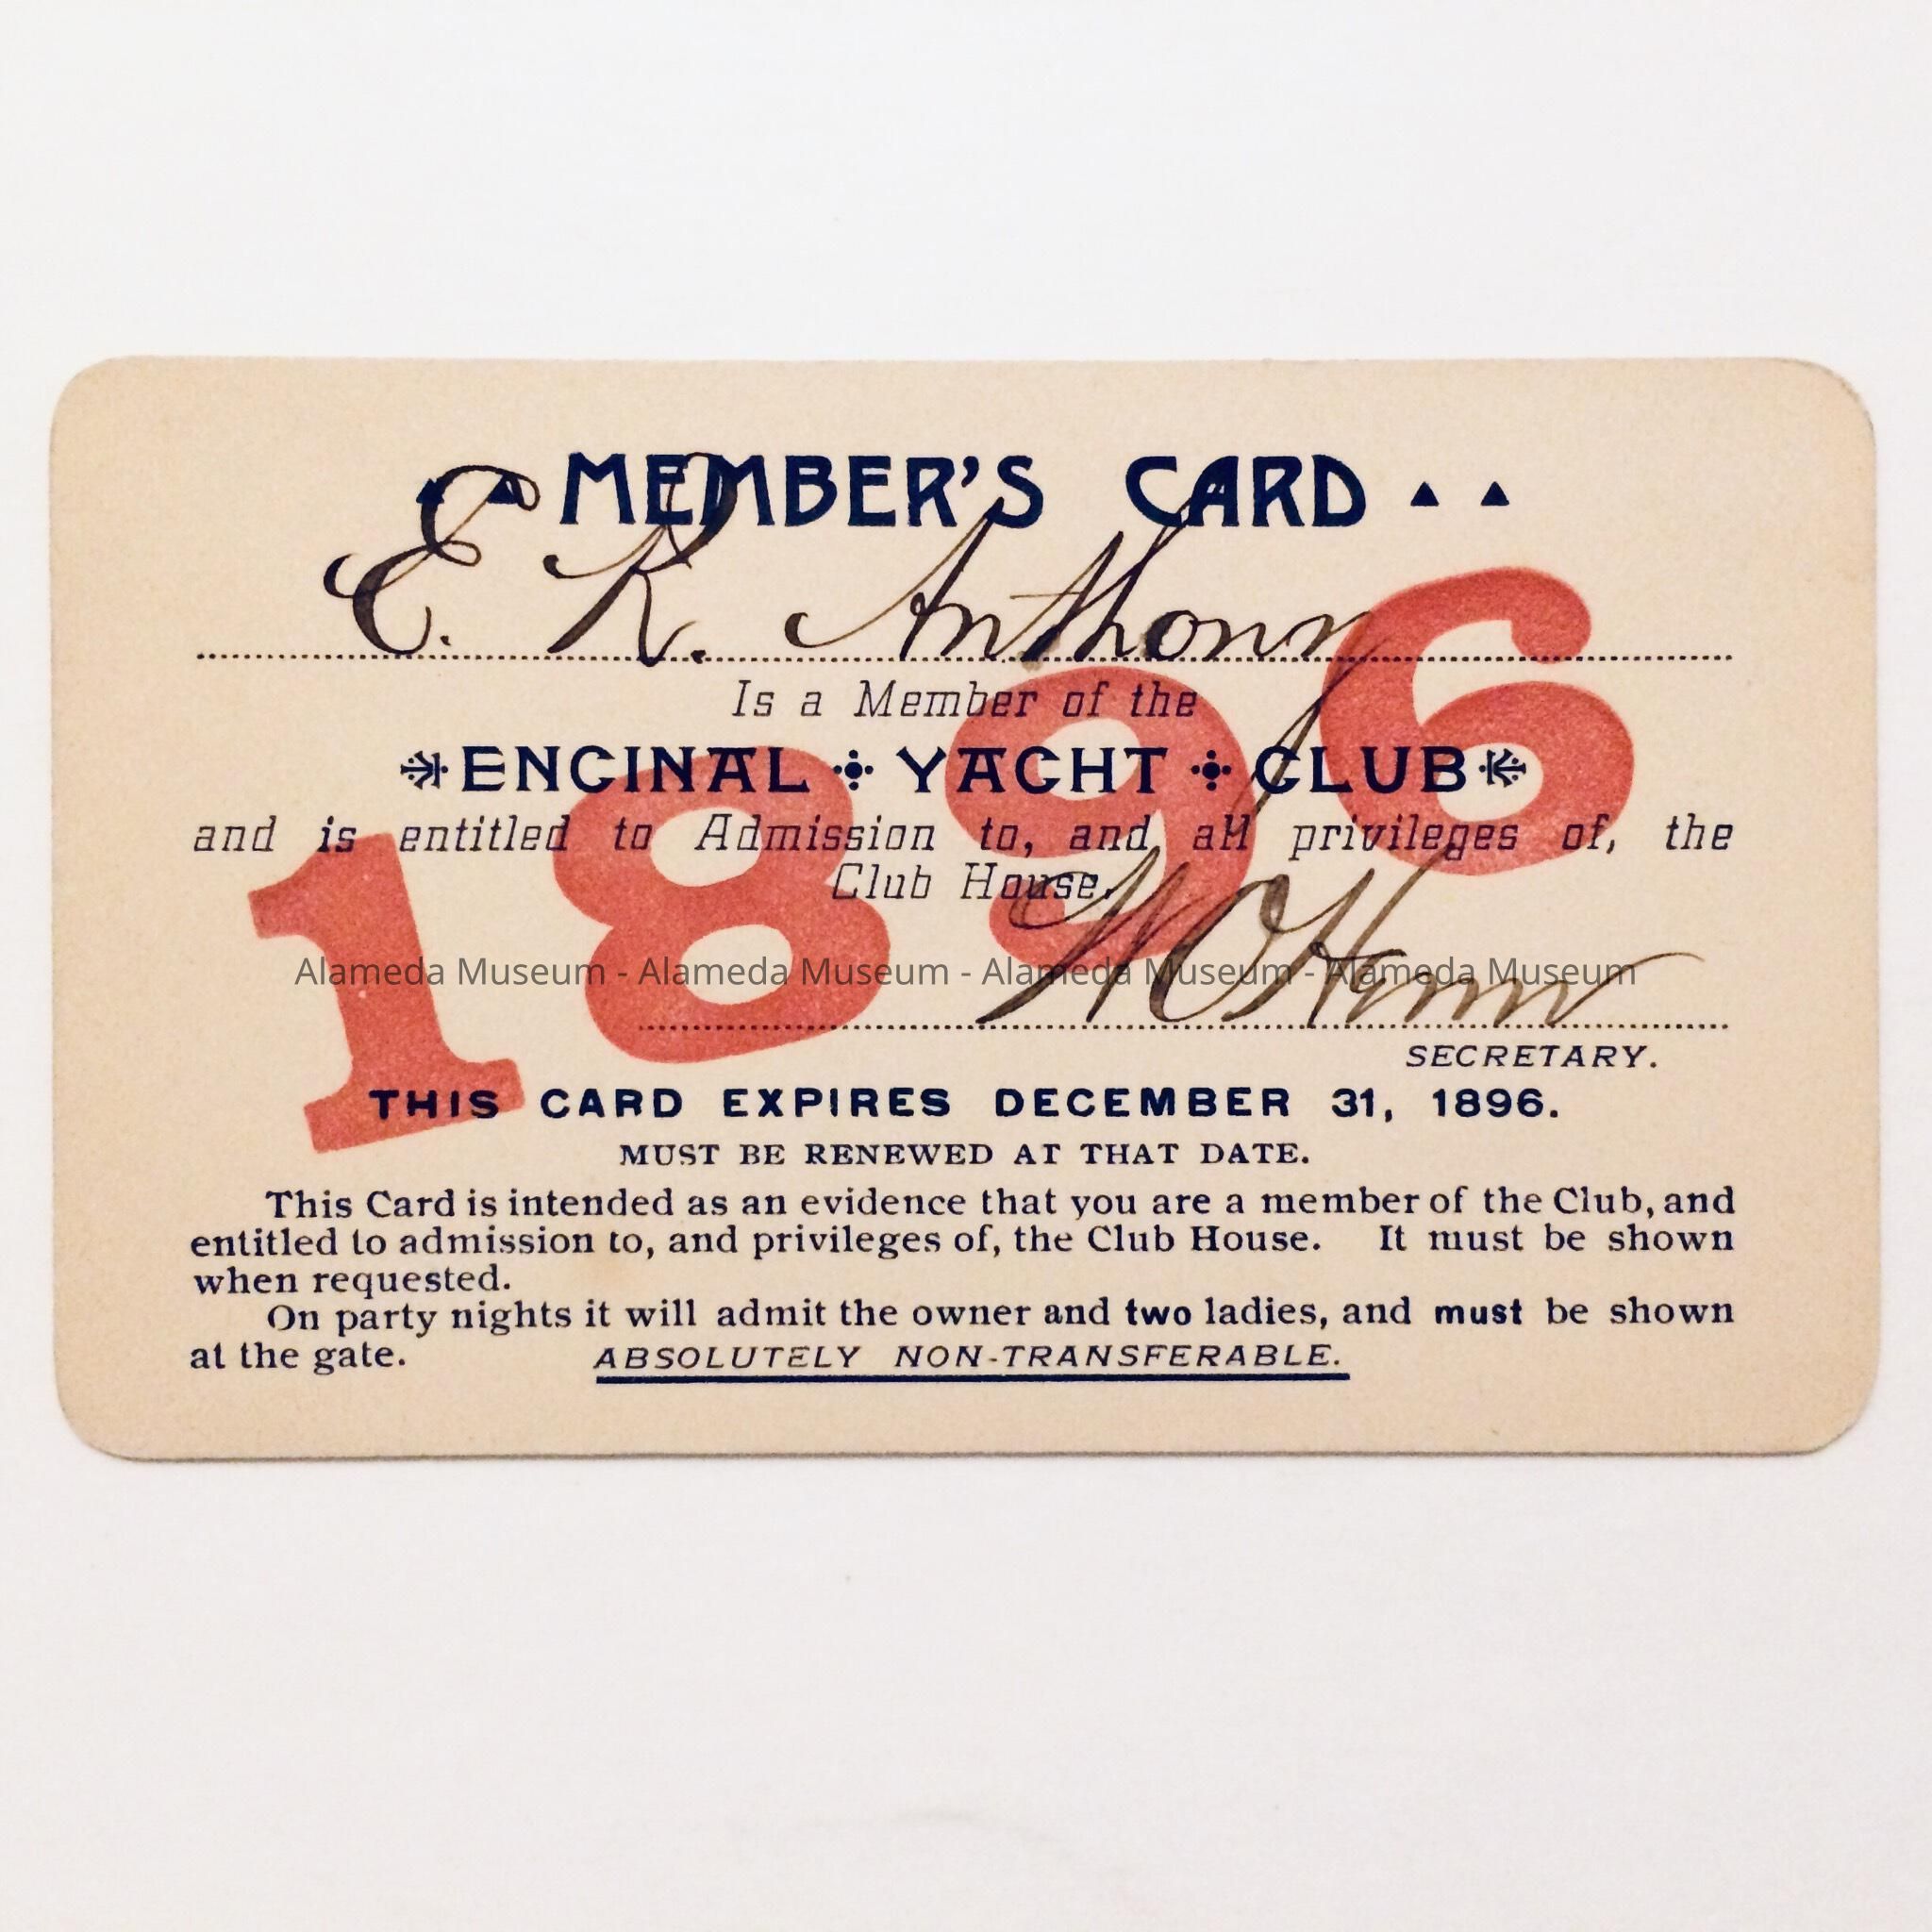 ▲ ▲ MEMBER'S CARD ▲ ▲
E. R. Anthony
Is a Member of the
ENCINAL YACHT CLUB
and is entitled to Admission to, and all privileges of, the
Club House.
1896
Alameda Museum - Alameda Museum - Alameda Museum - Alameda Museum
SECRETARY.
THIS CARD EXPIRES DECEMBER 31, 1896.
MUST BE RENEWED AT THAT DATE.
This Card is intended as an evidence that you are a member of the Club, and
entitled to admission to, and privileges of, the Club House. It must be shown
when requested.
On party nights it will admit the owner and two ladies, and must be shown
at the gate. ABSOLUTELY NON-TRANSFERABLE.